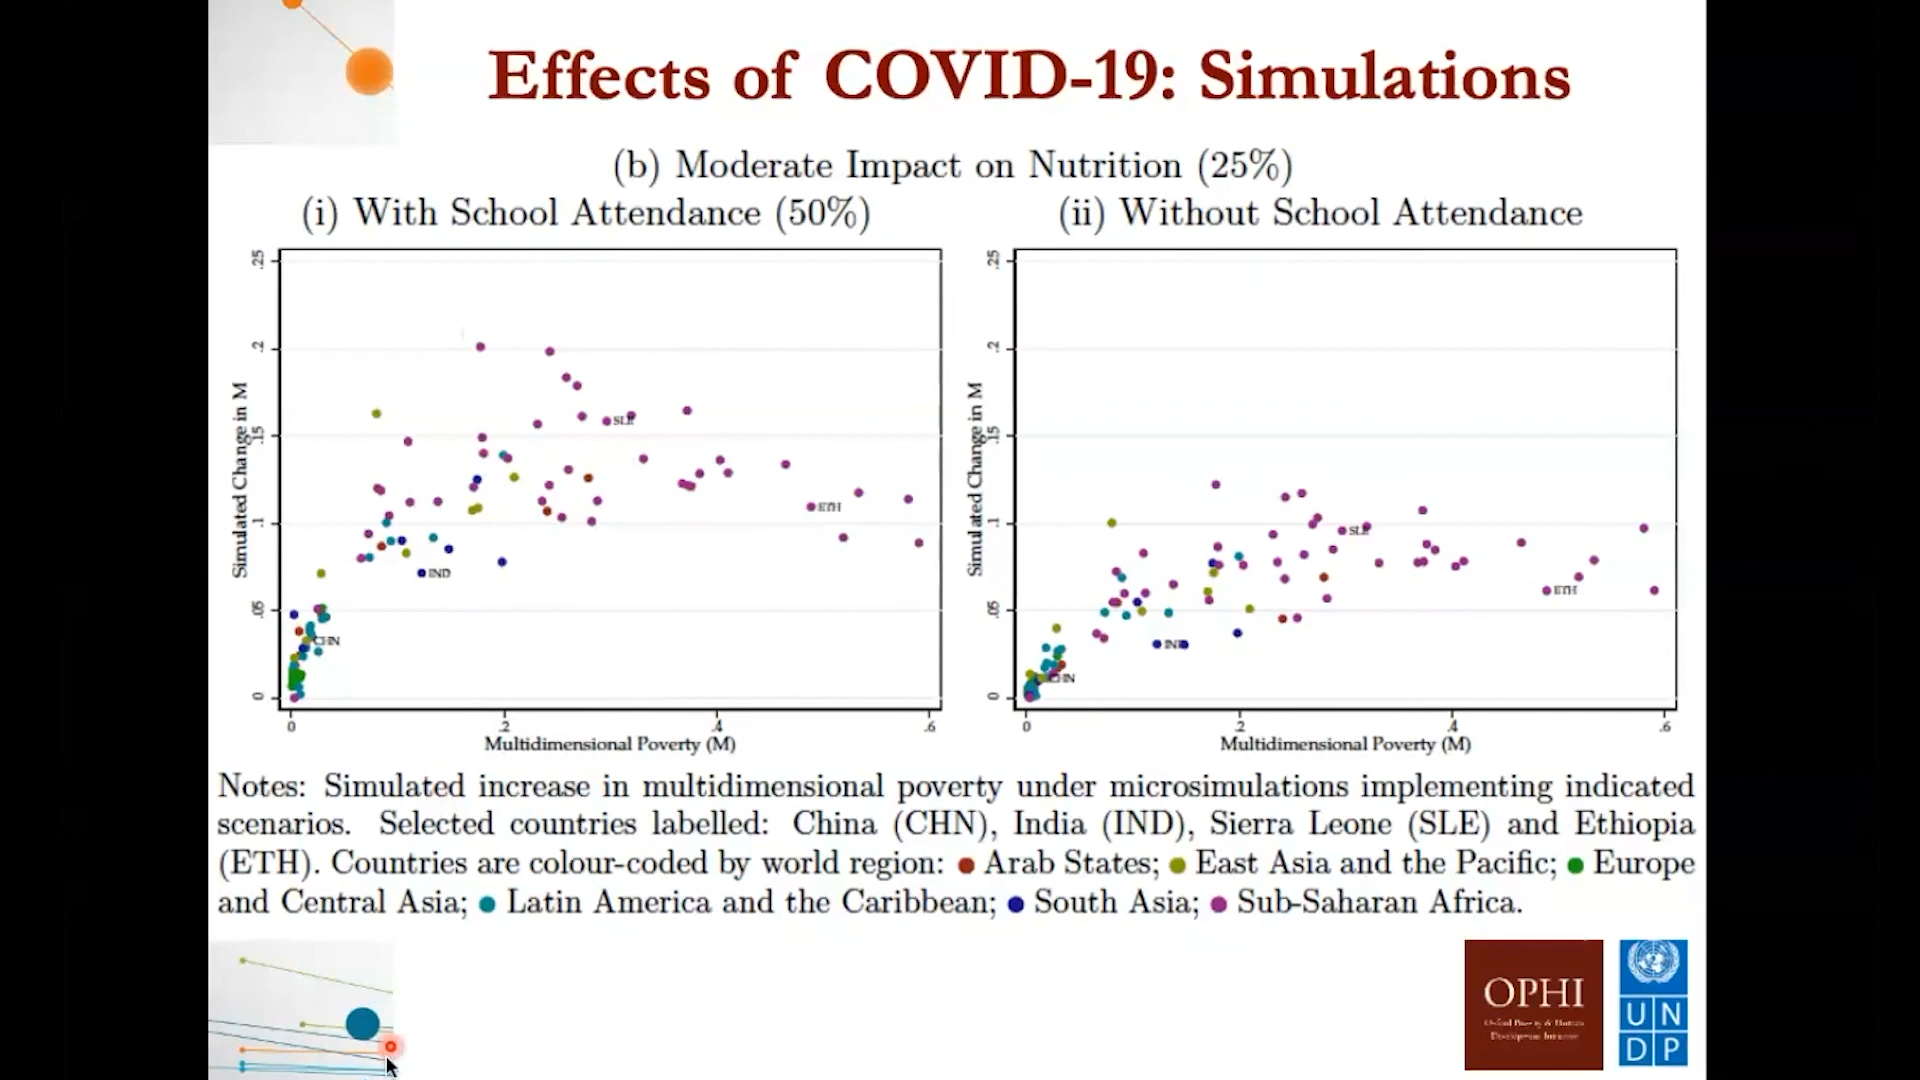 Effects of COVID-19: Simulations
(b) Moderate Impact on Nutrition (25%)
(i) With School Attendance (50%)
(ii) Without School Attendance
Simulated Change in M
.25
.2
.15
.1
.05
0
SLE
ETH
IND
CHN
0
.2
.4
.6
Multidimensional Poverty (M)
Simulated Change in M
.25
.2
.15
.1
.05
0
SLE
ETH
IND
CHN
0
.2
.4
.6
Multidimensional Poverty (M)
Notes: Simulated increase in multidimensional poverty under microsimulations implementing indicated
scenarios. Selected countries labelled: China (CHN), India (IND), Sierra Leone (SLE) and Ethiopia
(ETH). Countries are colour-coded by world region: ● Arab States; ● East Asia and the Pacific; ● Europe
and Central Asia; ● Latin America and the Caribbean; ● South Asia; ● Sub-Saharan Africa.
OPHI
Oxford Poverty & Human
Development Initiative
U N
D P